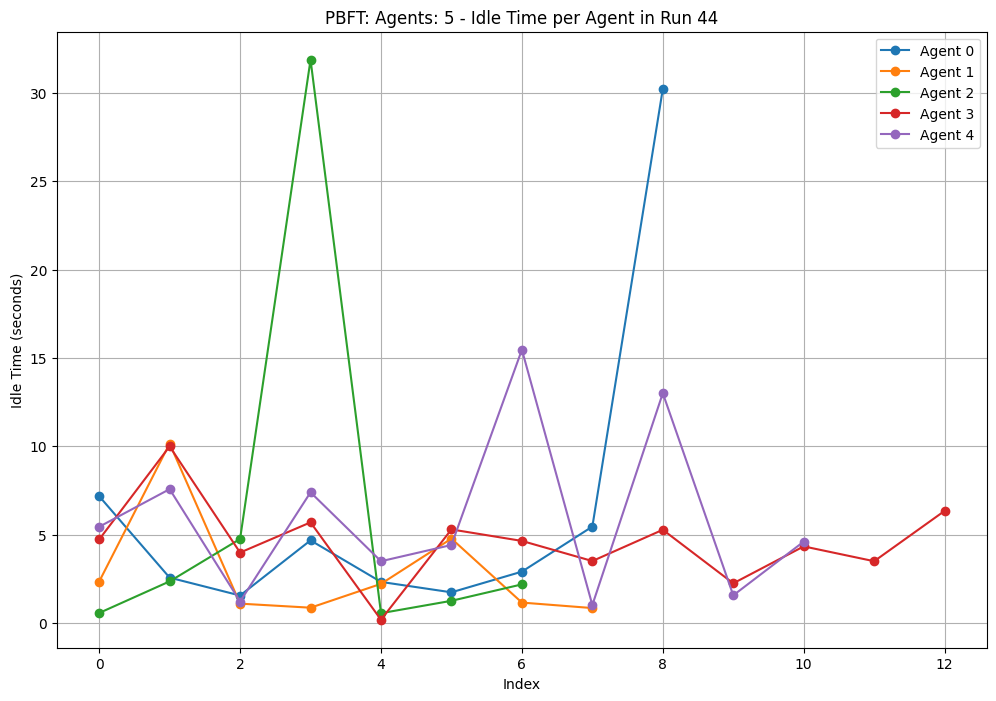 PBFT: Agents: 5 - Idle Time per Agent in Run 44
Agent 0
Agent 1
Agent 2
Agent 3
Agent 4
Idle Time (seconds)
30
25
20
15
10
5
0
0 2 4 6 8 10 12
Index